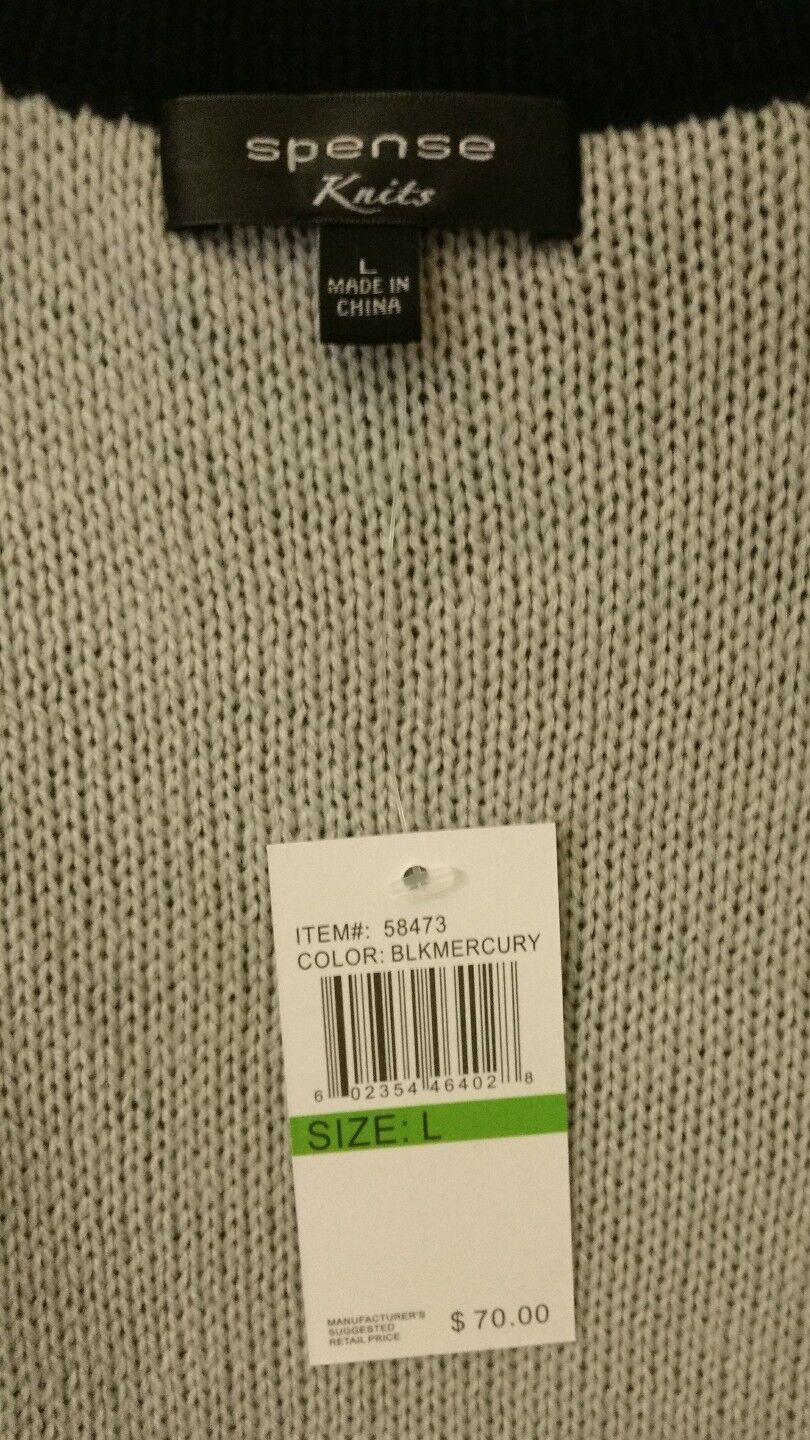 spense
Knits
L
MADE IN
CHINA
ITEM#: 58473
COLOR: BLKMERCURY
6 02354 46402 8
SIZE: L
MANUFACTURER'S
SUGGESTED
RETAIL PRICE
$ 70.00